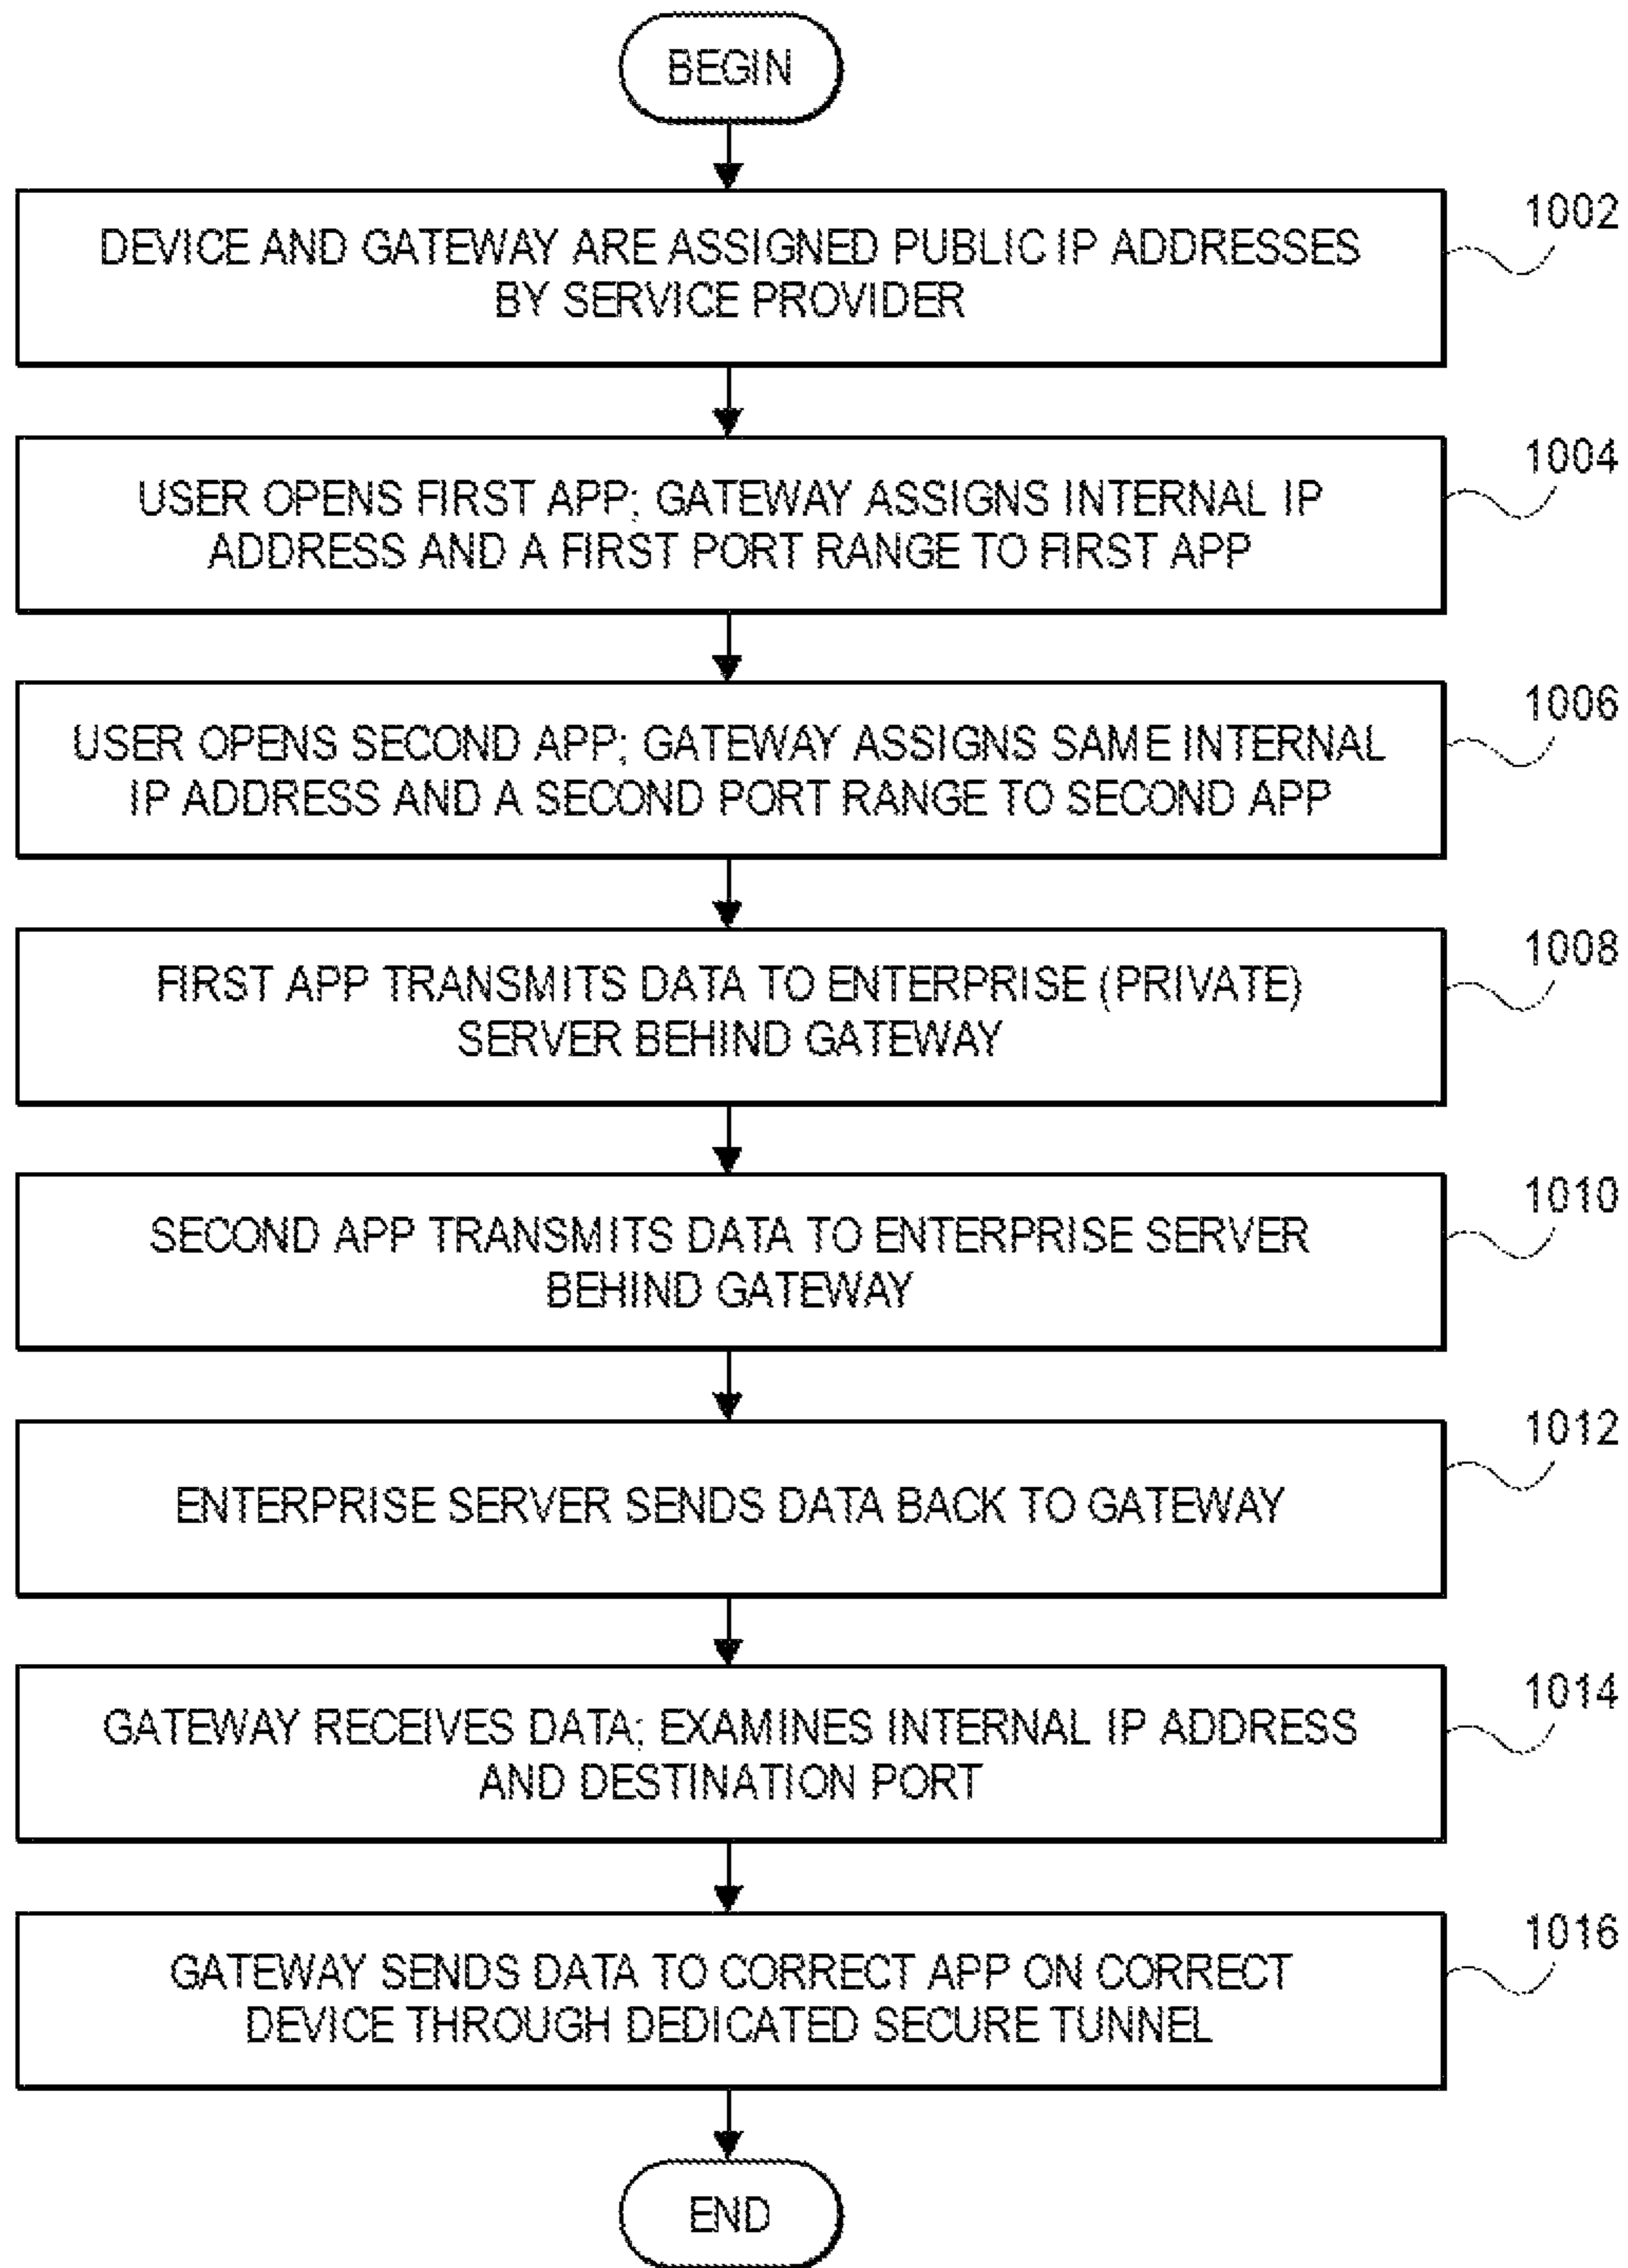 BEGIN
DEVICE AND GATEWAY ARE ASSIGNED PUBLIC IP ADDRESSES
BY SERVICE PROVIDER
1002
USER OPENS FIRST APP; GATEWAY ASSIGNS INTERNAL IP
ADDRESS AND A FIRST PORT RANGE TO FIRST APP
1004
USER OPENS SECOND APP; GATEWAY ASSIGNS SAME INTERNAL
IP ADDRESS AND A SECOND PORT RANGE TO SECOND APP
1006
FIRST APP TRANSMITS DATA TO ENTERPRISE (PRIVATE)
SERVER BEHIND GATEWAY
1008
SECOND APP TRANSMITS DATA TO ENTERPRISE SERVER
BEHIND GATEWAY
1010
ENTERPRISE SERVER SENDS DATA BACK TO GATEWAY
1012
GATEWAY RECEIVES DATA; EXAMINES INTERNAL IP ADDRESS
AND DESTINATION PORT
1014
GATEWAY SENDS DATA TO CORRECT APP ON CORRECT
DEVICE THROUGH DEDICATED SECURE TUNNEL
1016
END